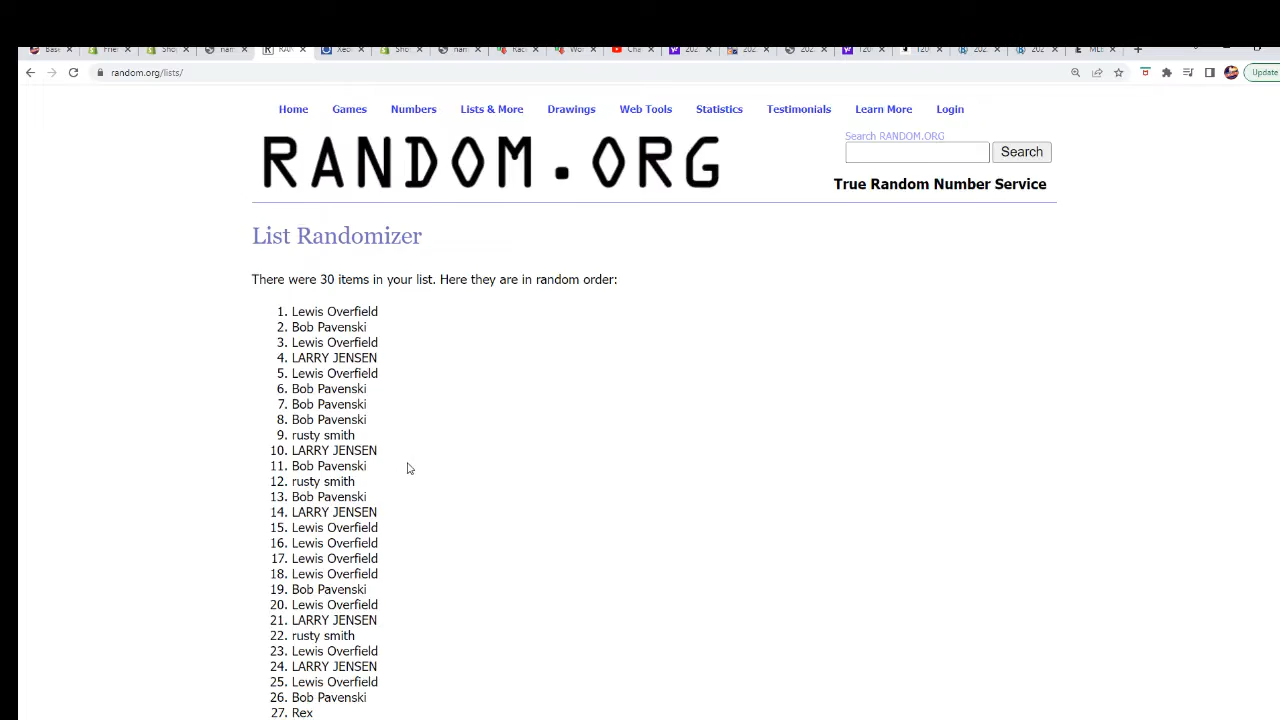 random.org/lists/
Update
Home Games Numbers Lists & More Drawings Web Tools Statistics Testimonials Learn More Login
RANDOM.ORG
Search RANDOM.ORG
Search
True Random Number Service
List Randomizer
There were 30 items in your list. Here they are in random order:
1. Lewis Overfield
2. Bob Pavenski
3. Lewis Overfield
4. LARRY JENSEN
5. Lewis Overfield
6. Bob Pavenski
7. Bob Pavenski
8. Bob Pavenski
9. rusty smith
10. LARRY JENSEN
11. Bob Pavenski
12. rusty smith
13. Bob Pavenski
14. LARRY JENSEN
15. Lewis Overfield
16. Lewis Overfield
17. Lewis Overfield
18. Lewis Overfield
19. Bob Pavenski
20. Lewis Overfield
21. LARRY JENSEN
22. rusty smith
23. Lewis Overfield
24. LARRY JENSEN
25. Lewis Overfield
26. Bob Pavenski
27. Rex